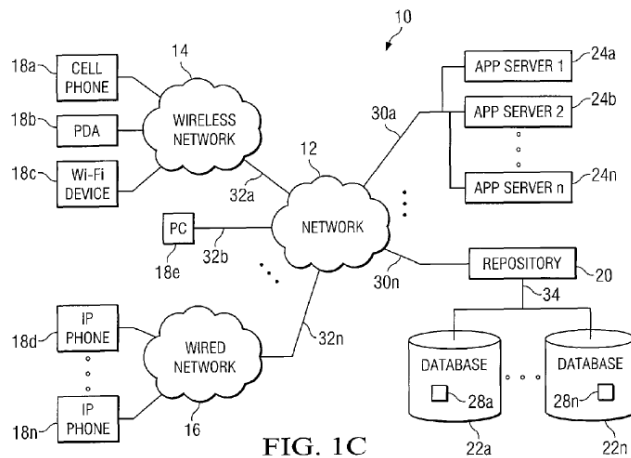 10
14
18a
CELL
PHONE
18b
PDA
18c
Wi-Fi
DEVICE
WIRELESS
NETWORK
32a
12
NETWORK
PC
18e
32b
32n
30a
24a
APP SERVER 1
24b
APP SERVER 2
24n
APP SERVER n
30n
REPOSITORY
20
34
DATABASE
28a
22a
DATABASE
28n
22n
18d
IP
PHONE
18n
IP
PHONE
WIRED
NETWORK
16
FIG. 1C